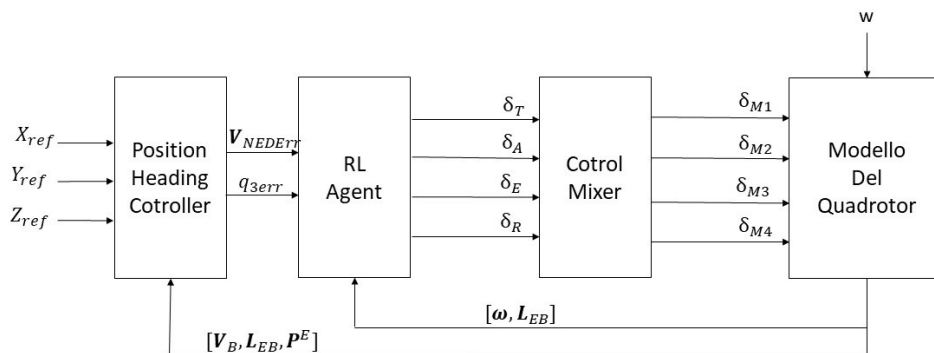 w
X_ref
Y_ref
Z_ref
Position
Heading
Cotroller
V_NEDErr
q_3err
RL
Agent
δ_T
δ_A
δ_E
δ_R
Cotrol
Mixer
δ_M1
δ_M2
δ_M3
δ_M4
Modello
Del
Quadrotor
[ω, L_EB]
[V_B, L_EB, P^E]